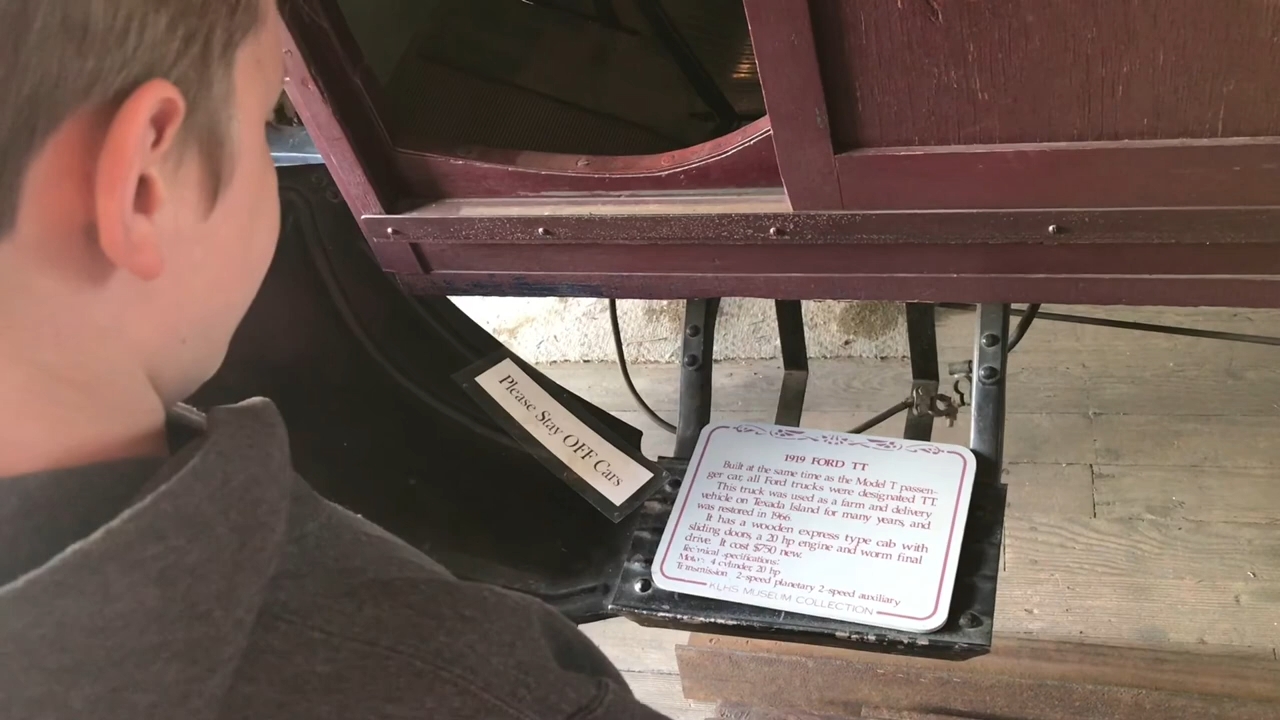 Please Stay OFF Cars
1919 FORD TT
Built at the same time as the Model T passen-
ger car, all Ford trucks were designated TT.
This truck was used as a farm and delivery
vehicle on Texada Island for many years, and
was restored in 1966.
It has a wooden express type cab with
sliding doors, a 20 hp engine and worm final
drive. It cost $750 new.
Technical specifications:
Motor: 4 cylinder, 20 hp
Transmission 2-speed planetary 2-speed auxiliary
KLHS MUSEUM COLLECTION